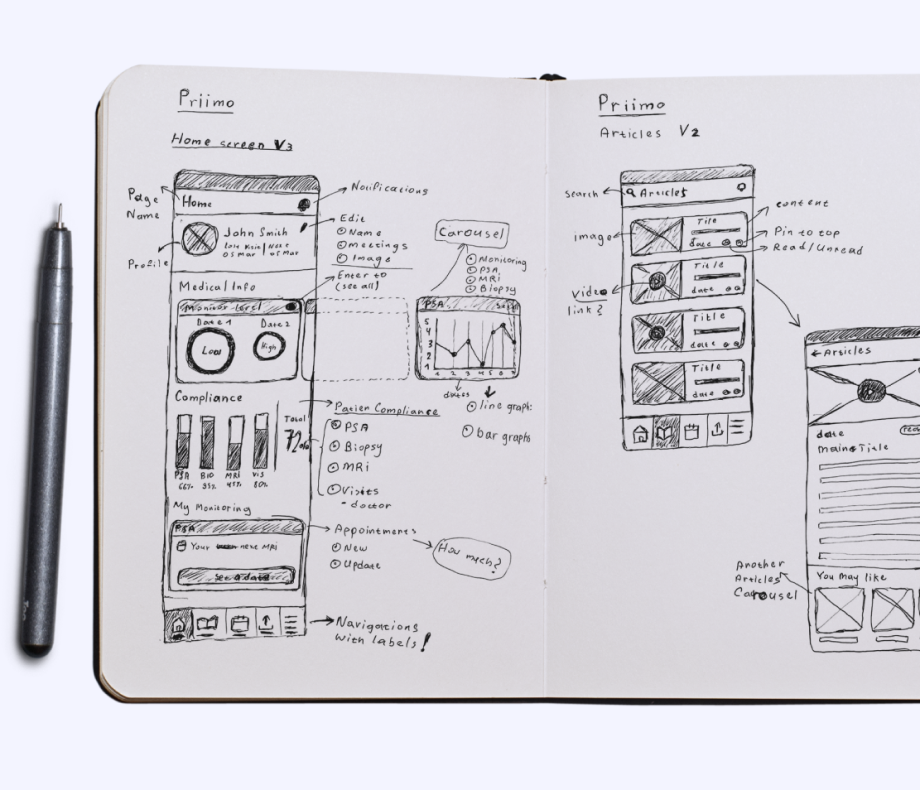 Priimo
Home screen V3
Page Name
Home
Notifications
John Smith
Edit
Name
meetings
Image
Profile
Enter to (see all)
Medical Info
Monitor level
Date 1
Date 2
Low
High
Carousel
Monitoring
PSA
MRi
Biopsy
PSA
5
4
3
2
1
dates
line graph
bar graphs
Compliance
Total
PSA
BIO
MRi
Vis
80%
Patien Compliance
PSA
Biopsy
MRi
Visits
- doctor
My Monitoring
PSA
Your next MRi
Set a date
Appointments
New
Update
How much?
Navigations with labels!
Priimo
Articles V2
Search
Articles
image
Title
date
content
Pin to top
Read/Unread
Video link?
Title
date
Title
date
Title
date
← Articles
date
Main Title
You may like
Another Articles Carousel